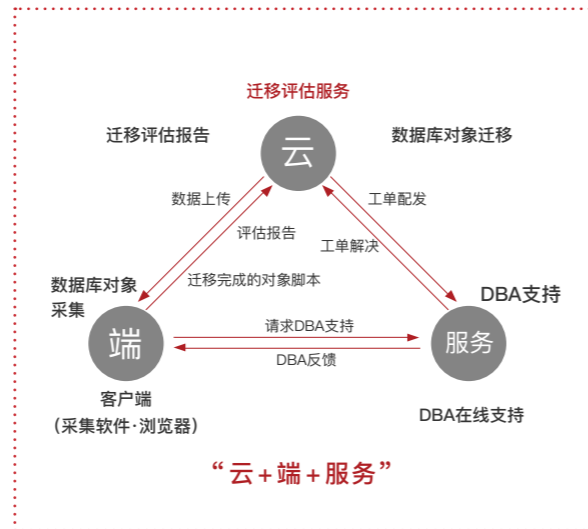 迁移评估服务
迁移评估报告
云
数据库对象迁移
数据上传
工单配发
评估报告
工单解决
迁移完成的对象脚本
数据库对象
采集
DBA支持
端
请求DBA支持
DBA反馈
服务
客户端
（采集软件·浏览器）
DBA在线支持
“云+端+服务”